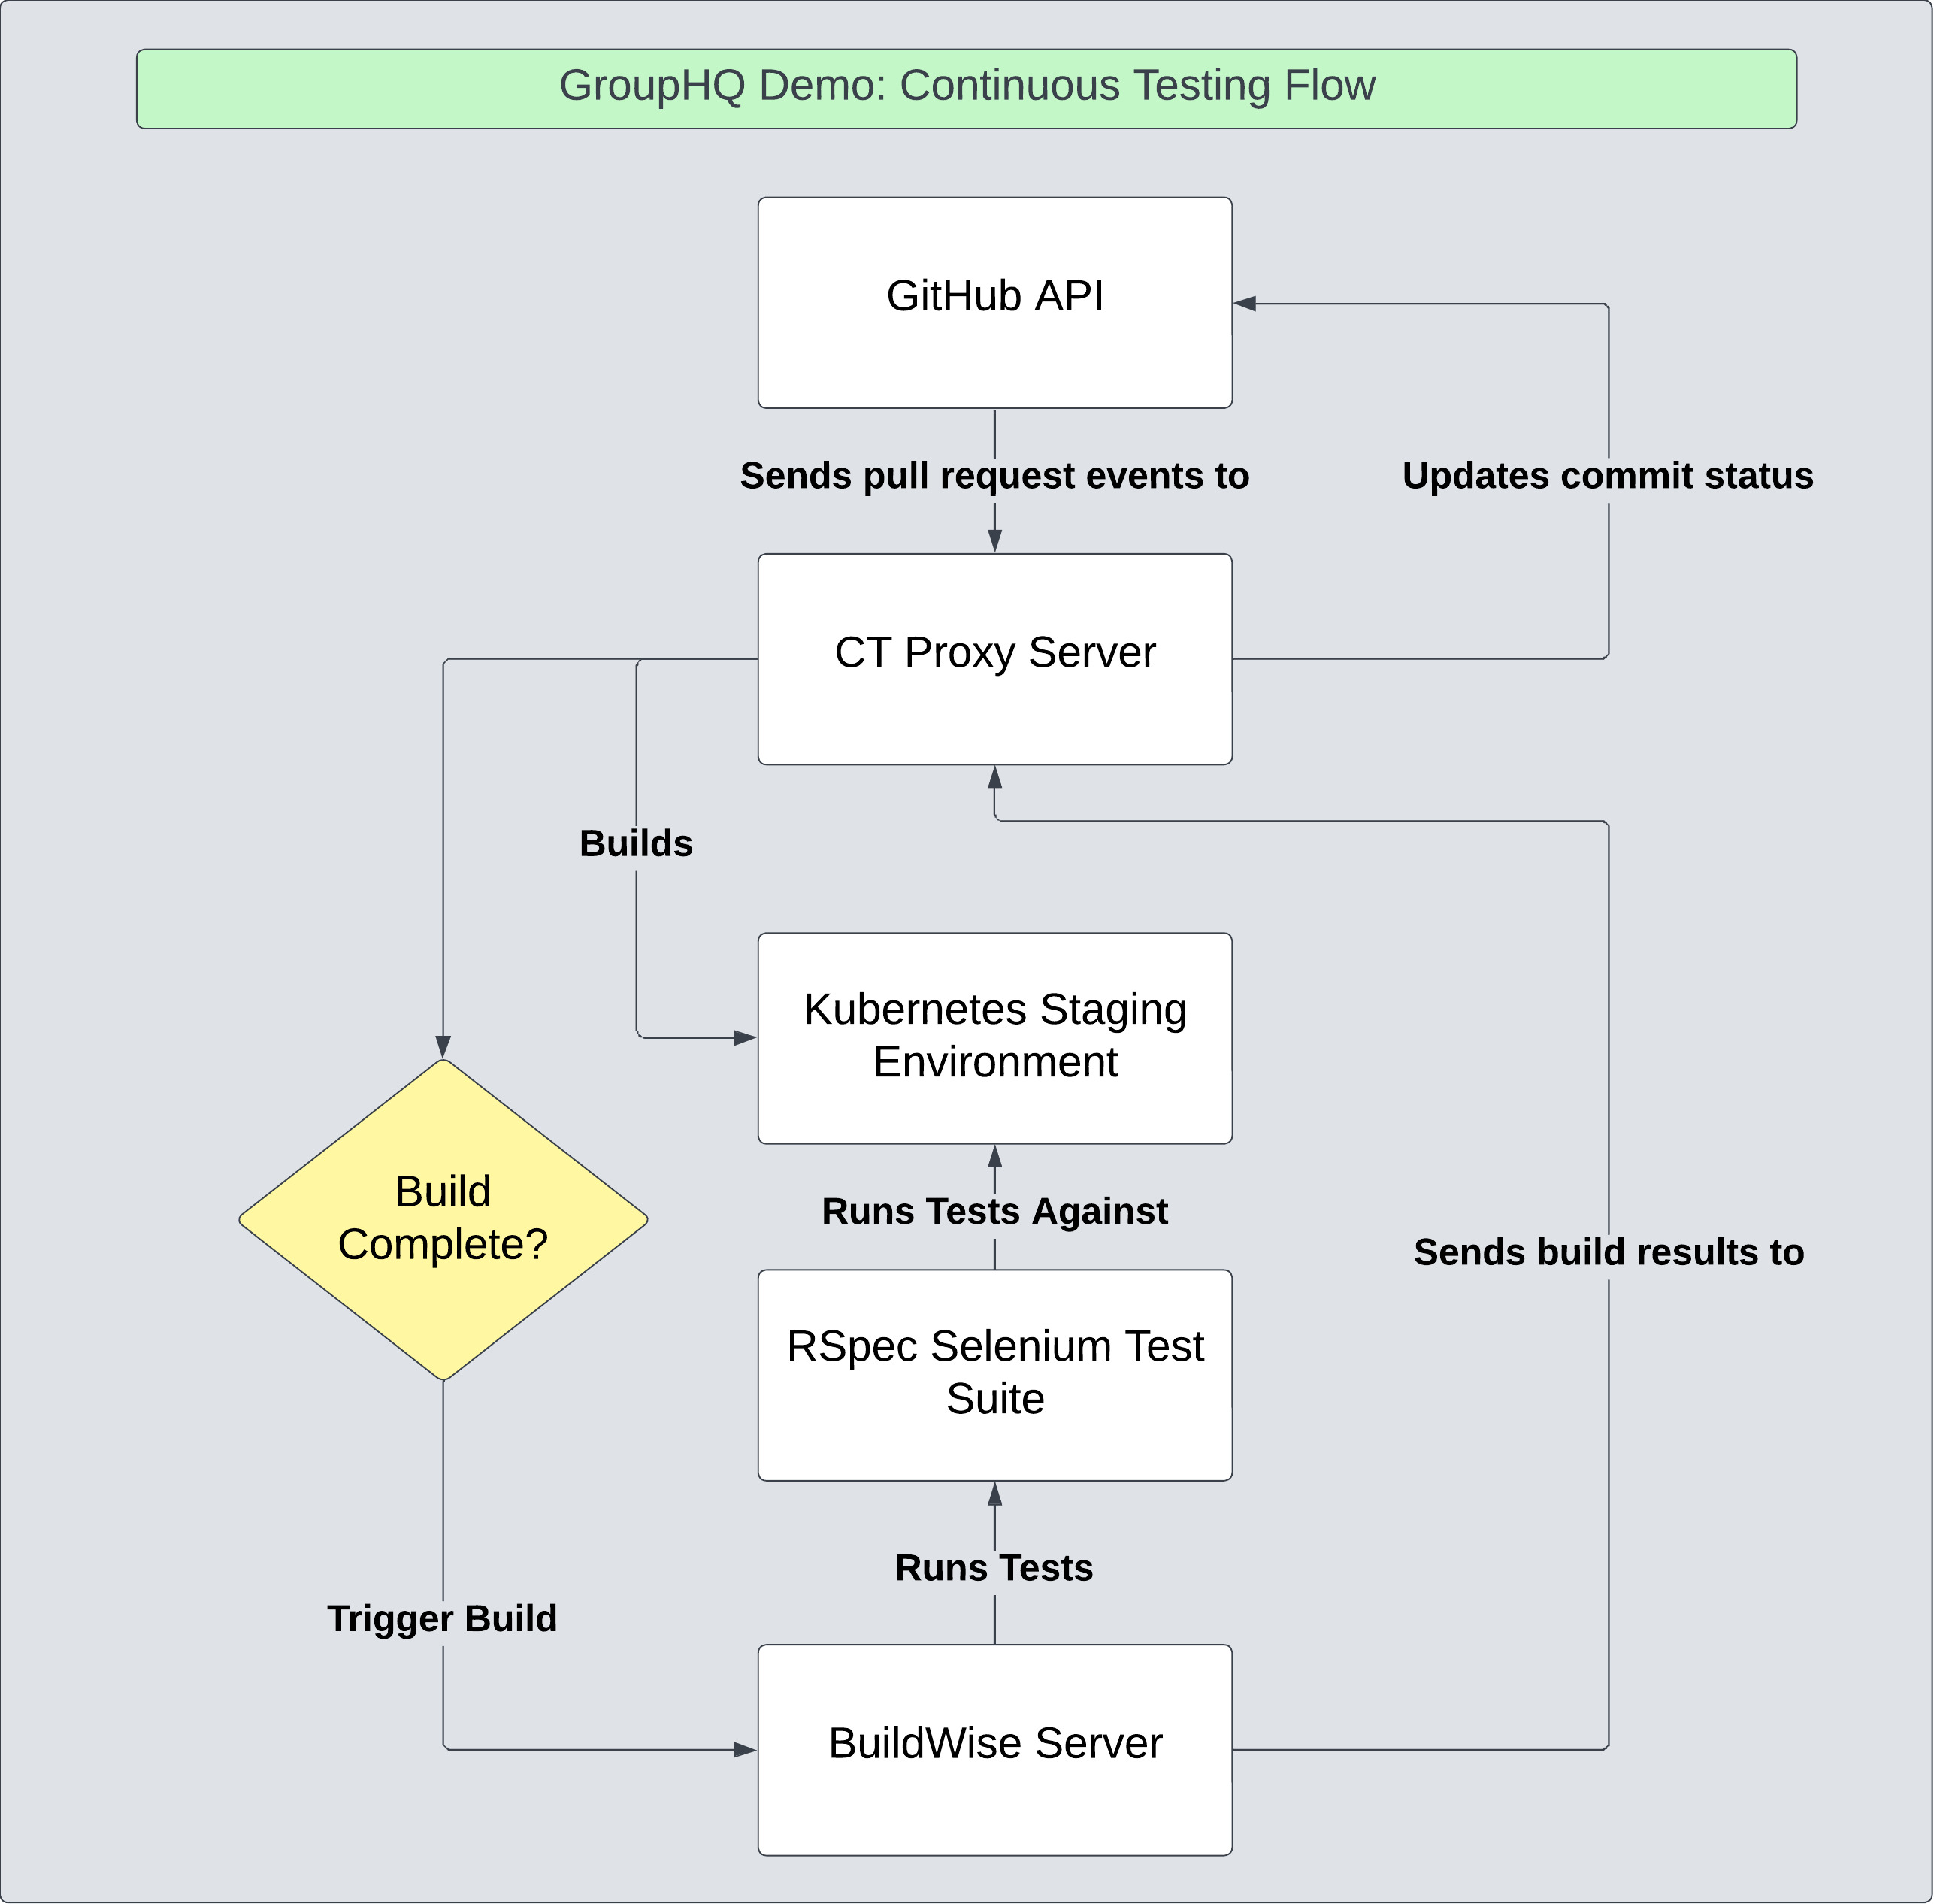 GroupHQ Demo: Continuous Testing Flow
GitHub API
Sends pull request events to
Updates commit status
CT Proxy Server
Builds
Kubernetes Staging
Environment
Build
Complete?
Runs Tests Against
Sends build results to
RSpec Selenium Test
Suite
Runs Tests
Trigger Build
BuildWise Server